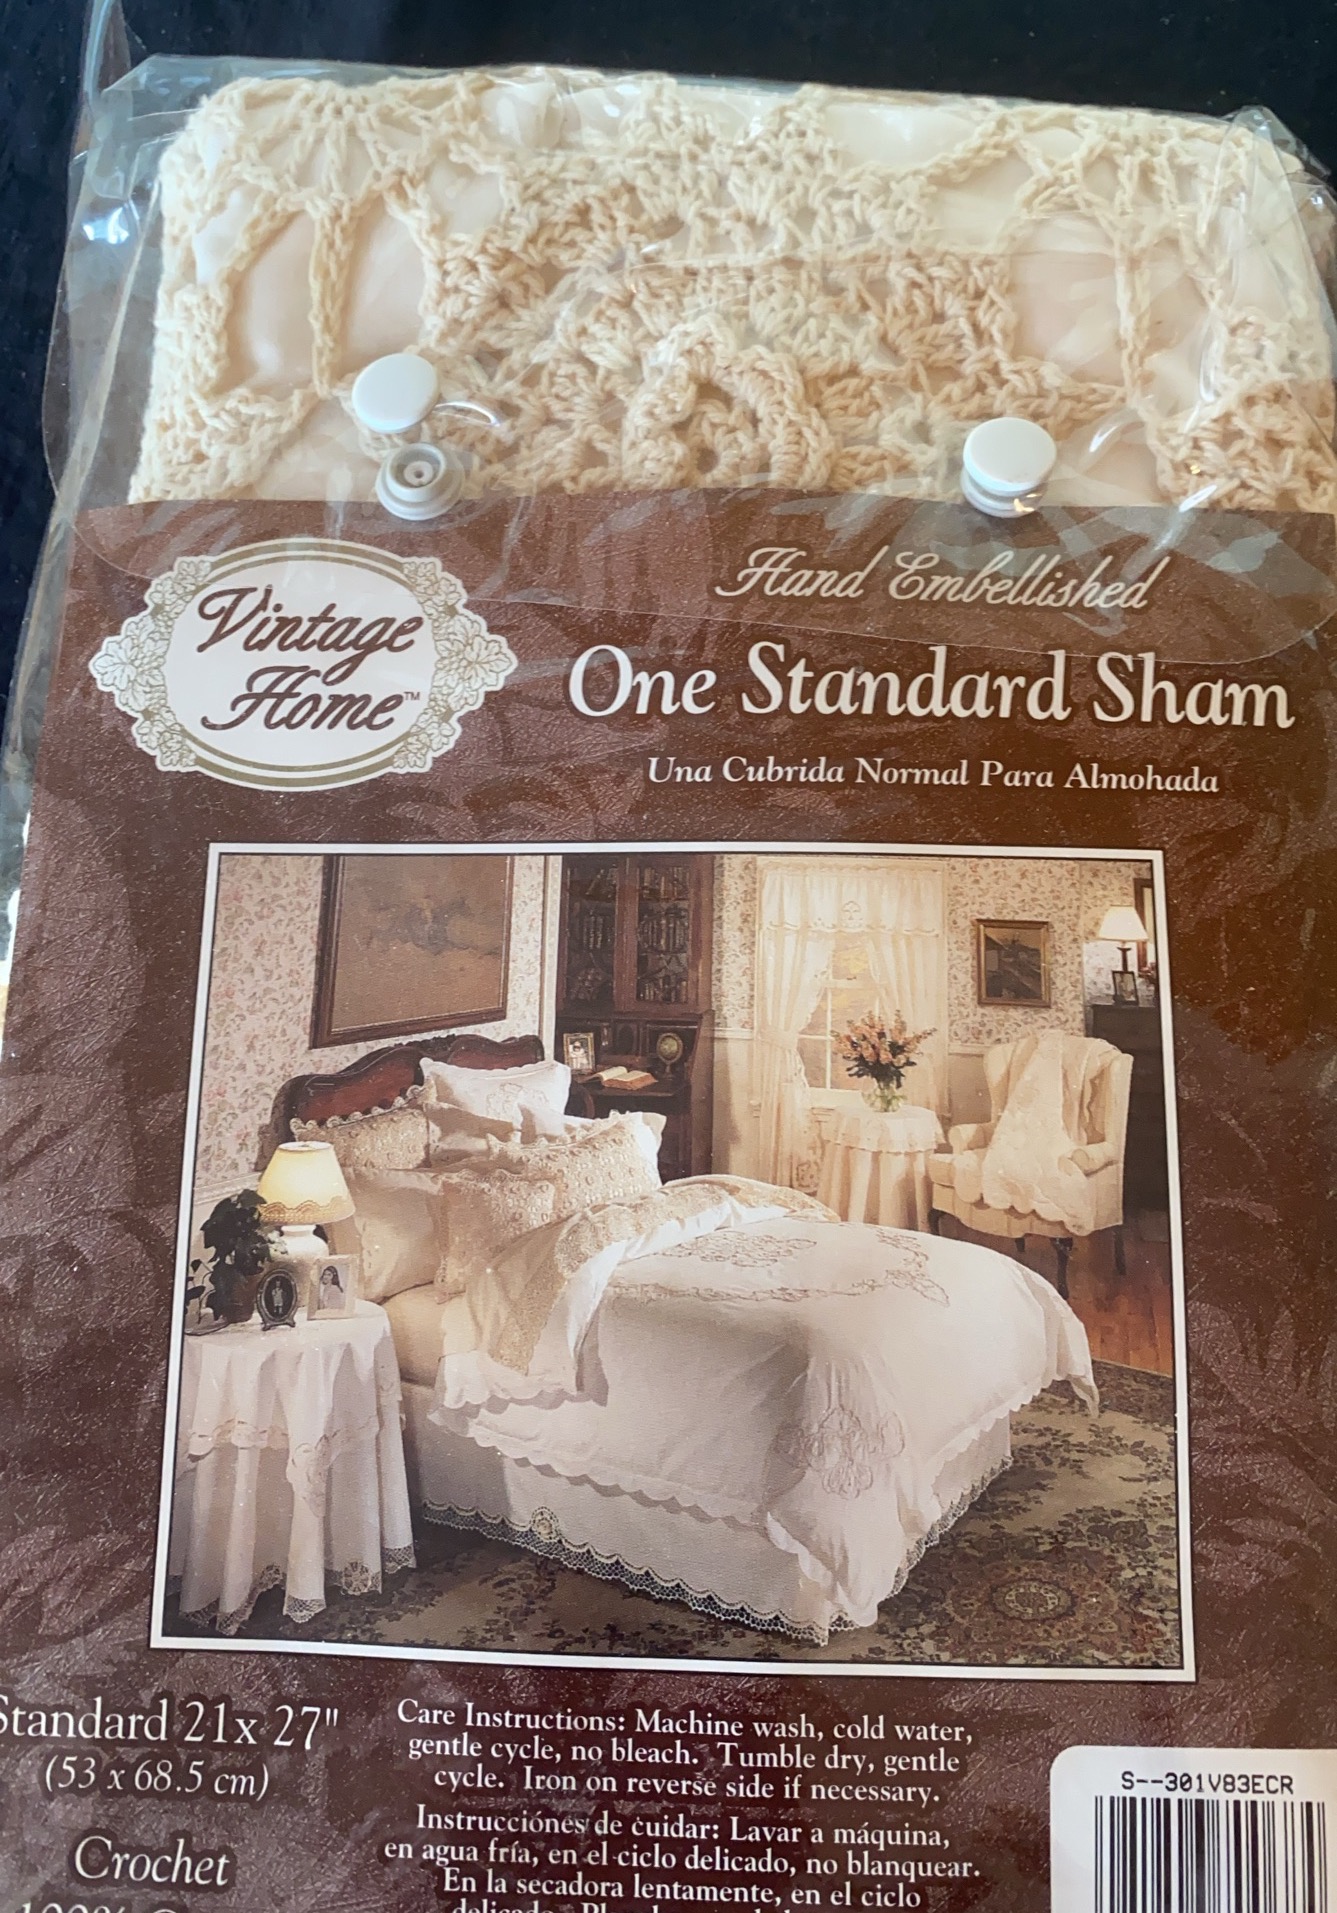 Vintage
Home™
Hand Embellished
One Standard Sham
Una Cubrida Normal Para Almohada
Standard 21x 27"
(53 x 68.5 cm)
Crochet
100%
Care Instructions: Machine wash, cold water,
gentle cycle, no bleach. Tumble dry, gentle
cycle. Iron on reverse side if necessary.
Instrucciónes de cuidar: Lavar a máquina,
en agua fría, en el ciclo delicado, no blanquear.
En la secadora lentamente, en el ciclo
S--301V83ECR